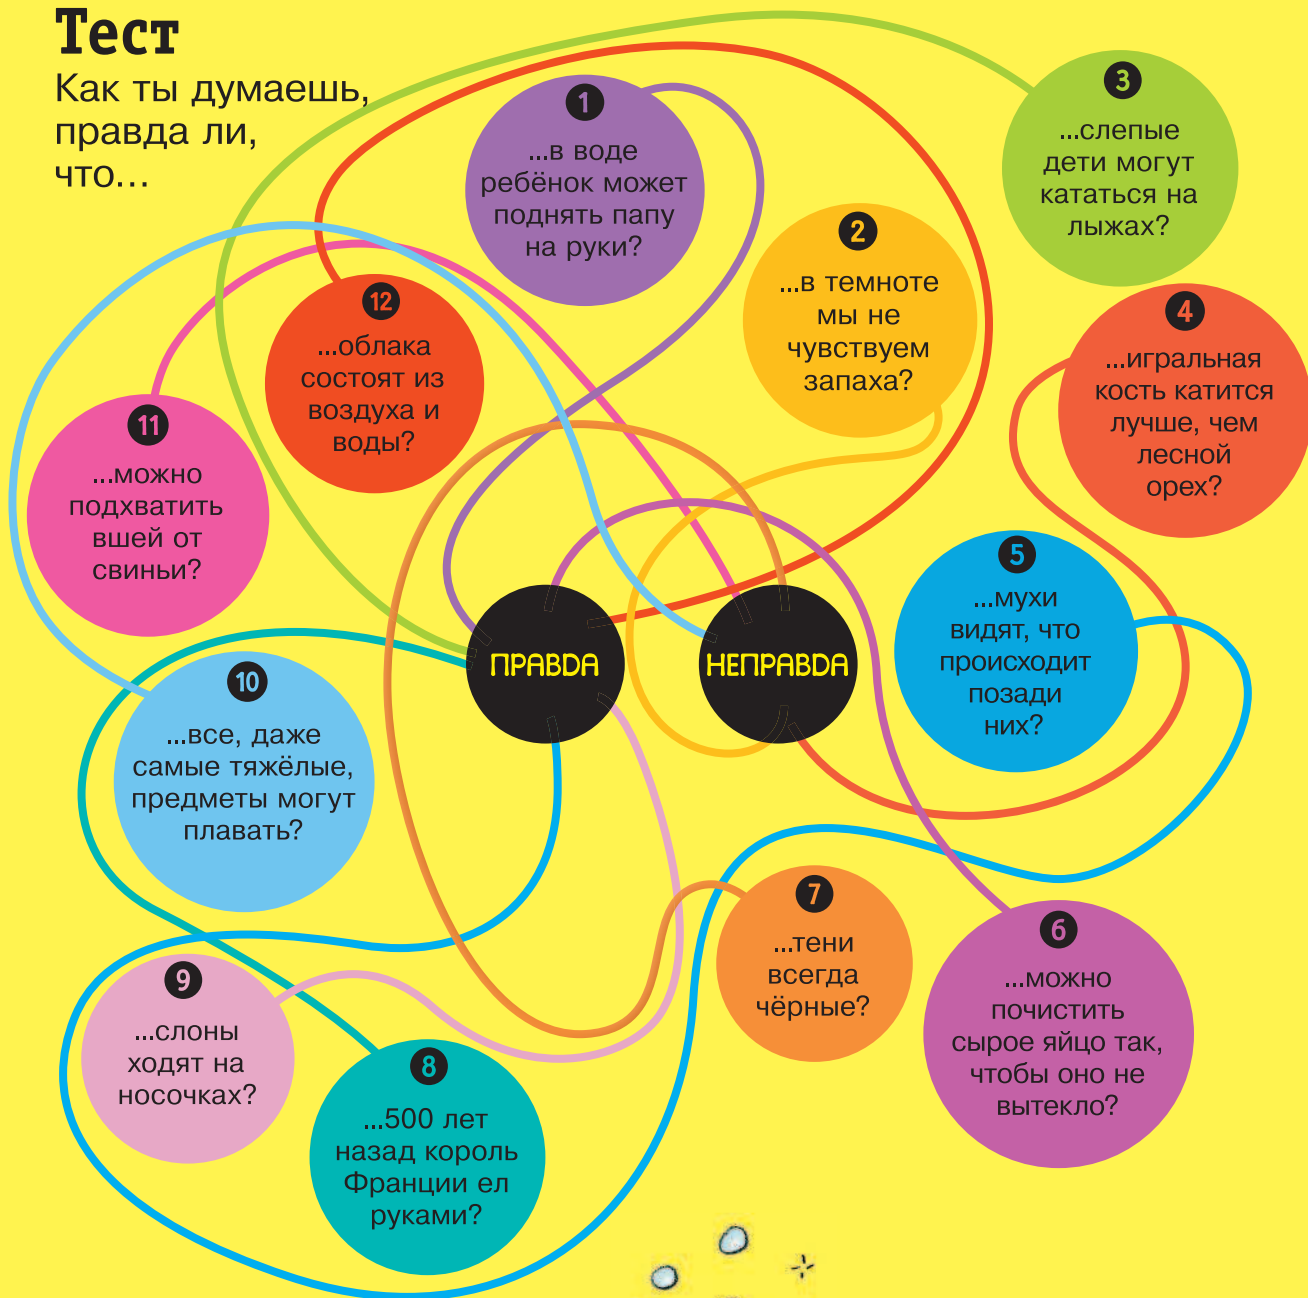 Тест
Как ты думаешь,
правда ли,
что...
1
...в воде
ребёнок может
поднять папу
на руки?
2
...в темноте
мы не
чувствуем
запаха?
3
...слепые
дети могут
кататься на
лыжах?
4
...игральная
кость катится
лучше, чем
лесной
орех?
5
...мухи
видят, что
происходит
позади
них?
6
...можно
почистить
сырое яйцо так,
чтобы оно не
вытекло?
7
...тени
всегда
чёрные?
8
...500 лет
назад король
Франции ел
руками?
9
...слоны
ходят на
носочках?
10
...все, даже
самые тяжёлые,
предметы могут
плавать?
11
...можно
подхватить
вшей от
свиньи?
12
...облака
состоят из
воздуха и
воды?
ПРАВДА
НЕПРАВДА